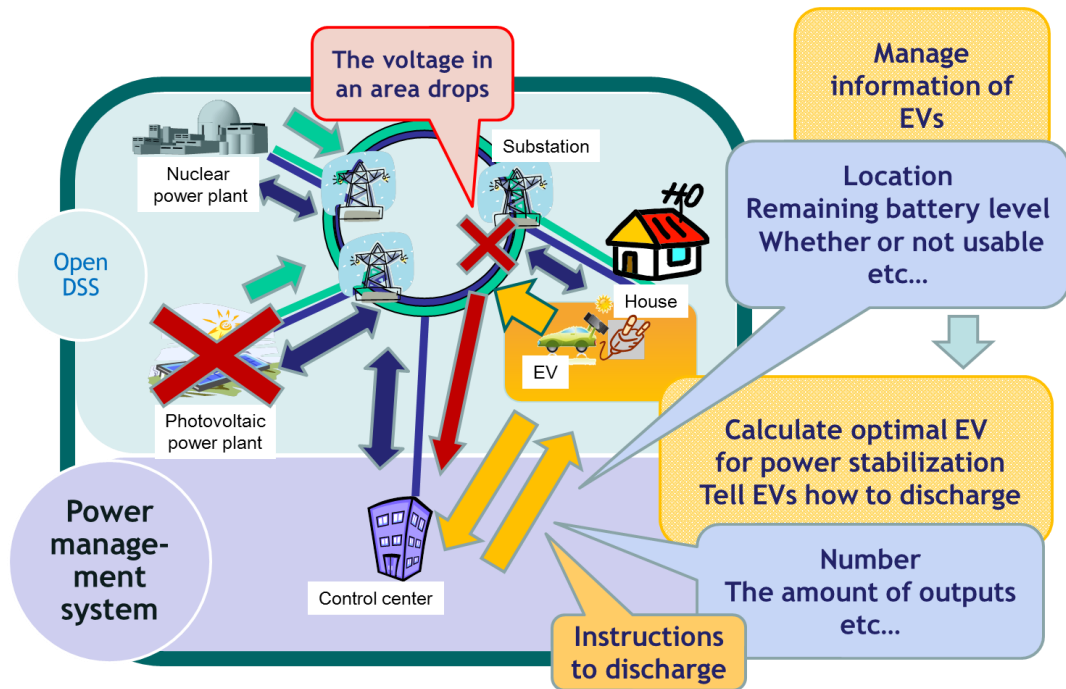 The voltage in
an area drops
Manage
information of
EVs
Substation
Nuclear
power plant
Location
Remaining battery level
Whether or not usable
etc...
Open
DSS
House
EV
Photovoltaic
power plant
Calculate optimal EV
for power stabilization
Tell EVs how to discharge
Power
manage-
ment
system
Number
The amount of outputs
etc...
Control center
Instructions
to discharge